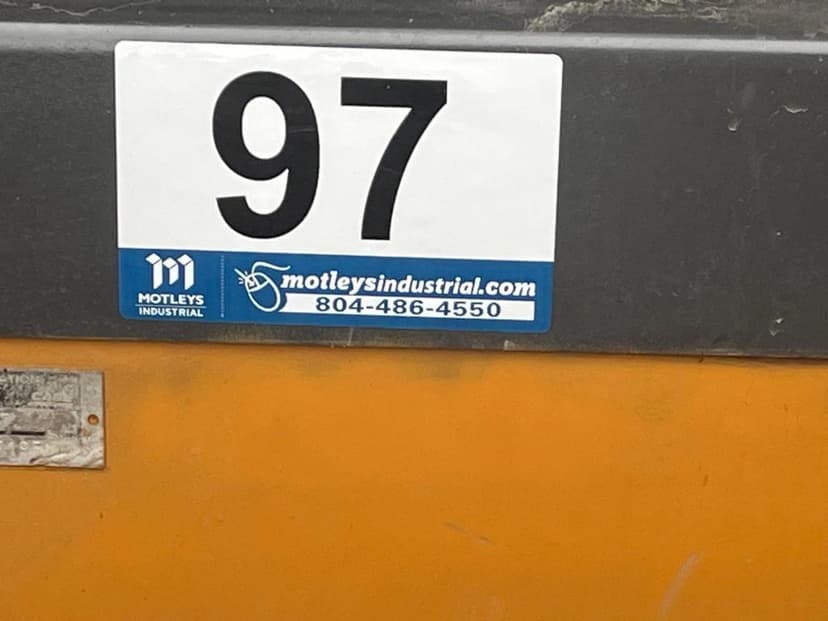 97
MOTLEYS
INDUSTRIAL
motleysindustrial.com
804-486-4550